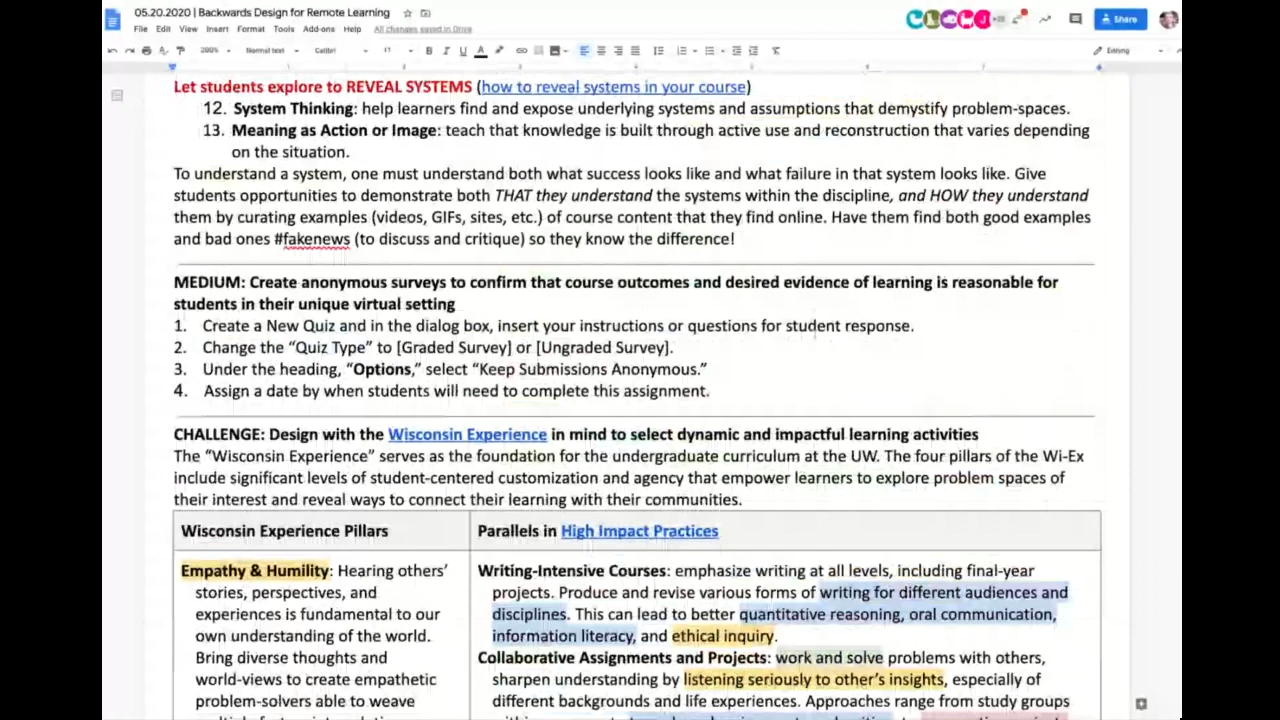 05.20.2020 | Backwards Design for Remote Learning
File Edit View Insert Format Tools Add-ons Help All changes saved in Drive
Share
200% Normal text Calibri 11 B I U A Editing
Let students explore to REVEAL SYSTEMS (how to reveal systems in your course)
12. System Thinking: help learners find and expose underlying systems and assumptions that demystify problem-spaces.
13. Meaning as Action or Image: teach that knowledge is built through active use and reconstruction that varies depending
on the situation.
To understand a system, one must understand both what success looks like and what failure in that system looks like. Give
students opportunities to demonstrate both THAT they understand the systems within the discipline, and HOW they understand
them by curating examples (videos, GIFs, sites, etc.) of course content that they find online. Have them find both good examples
and bad ones #fakenews (to discuss and critique) so they know the difference!
MEDIUM: Create anonymous surveys to confirm that course outcomes and desired evidence of learning is reasonable for
students in their unique virtual setting
1. Create a New Quiz and in the dialog box, insert your instructions or questions for student response.
2. Change the “Quiz Type” to [Graded Survey] or [Ungraded Survey].
3. Under the heading, “Options,” select “Keep Submissions Anonymous.”
4. Assign a date by when students will need to complete this assignment.
CHALLENGE: Design with the Wisconsin Experience in mind to select dynamic and impactful learning activities
The “Wisconsin Experience” serves as the foundation for the undergraduate curriculum at the UW. The four pillars of the Wi-Ex
include significant levels of student-centered customization and agency that empower learners to explore problem spaces of
their interest and reveal ways to connect their learning with their communities.
Wisconsin Experience Pillars
Parallels in High Impact Practices
Empathy & Humility: Hearing others’
stories, perspectives, and
experiences is fundamental to our
own understanding of the world.
Bring diverse thoughts and
world-views to create empathetic
problem-solvers able to weave
Writing-Intensive Courses: emphasize writing at all levels, including final-year
projects. Produce and revise various forms of writing for different audiences and
disciplines. This can lead to better quantitative reasoning, oral communication,
information literacy, and ethical inquiry.
Collaborative Assignments and Projects: work and solve problems with others,
sharpen understanding by listening seriously to other’s insights, especially of
different backgrounds and life experiences. Approaches range from study groups